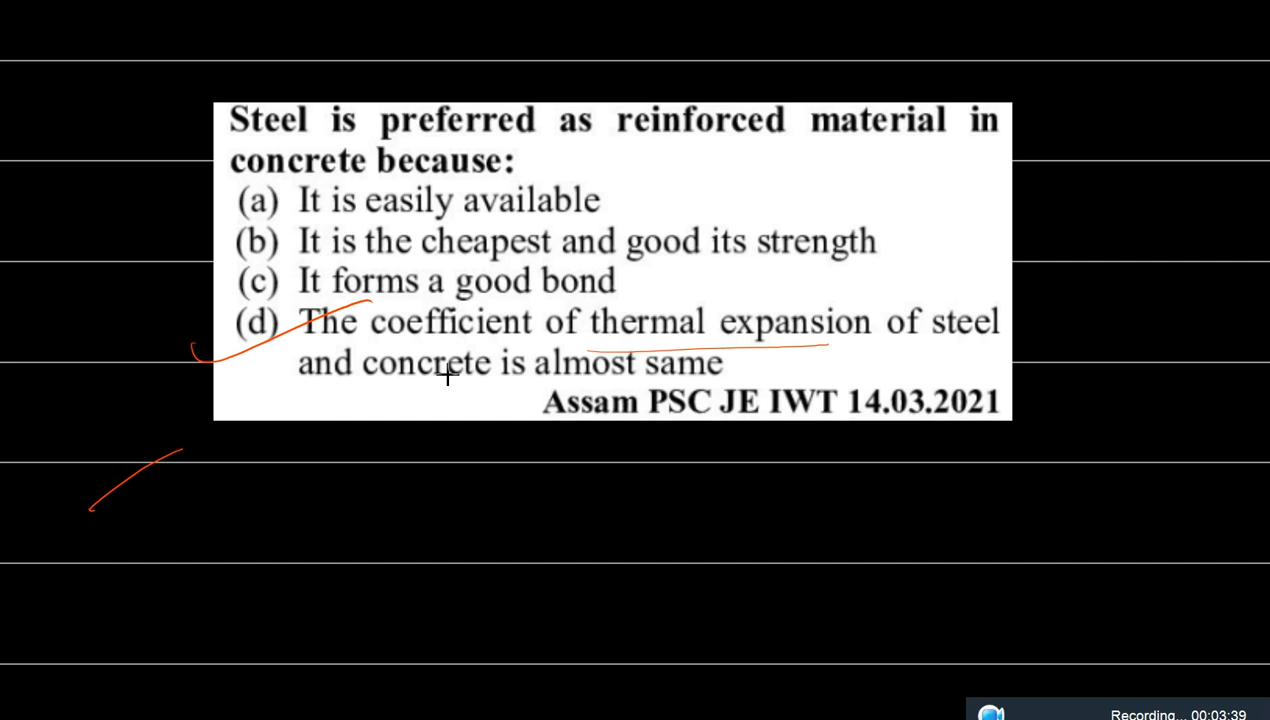 Steel is preferred as reinforced material in
concrete because:
(a) It is easily available
(b) It is the cheapest and good its strength
(c) It forms a good bond
(d) The coefficient of thermal expansion of steel
and concrete is almost same
Assam PSC JE IWT 14.03.2021
Recording... 00:03:39